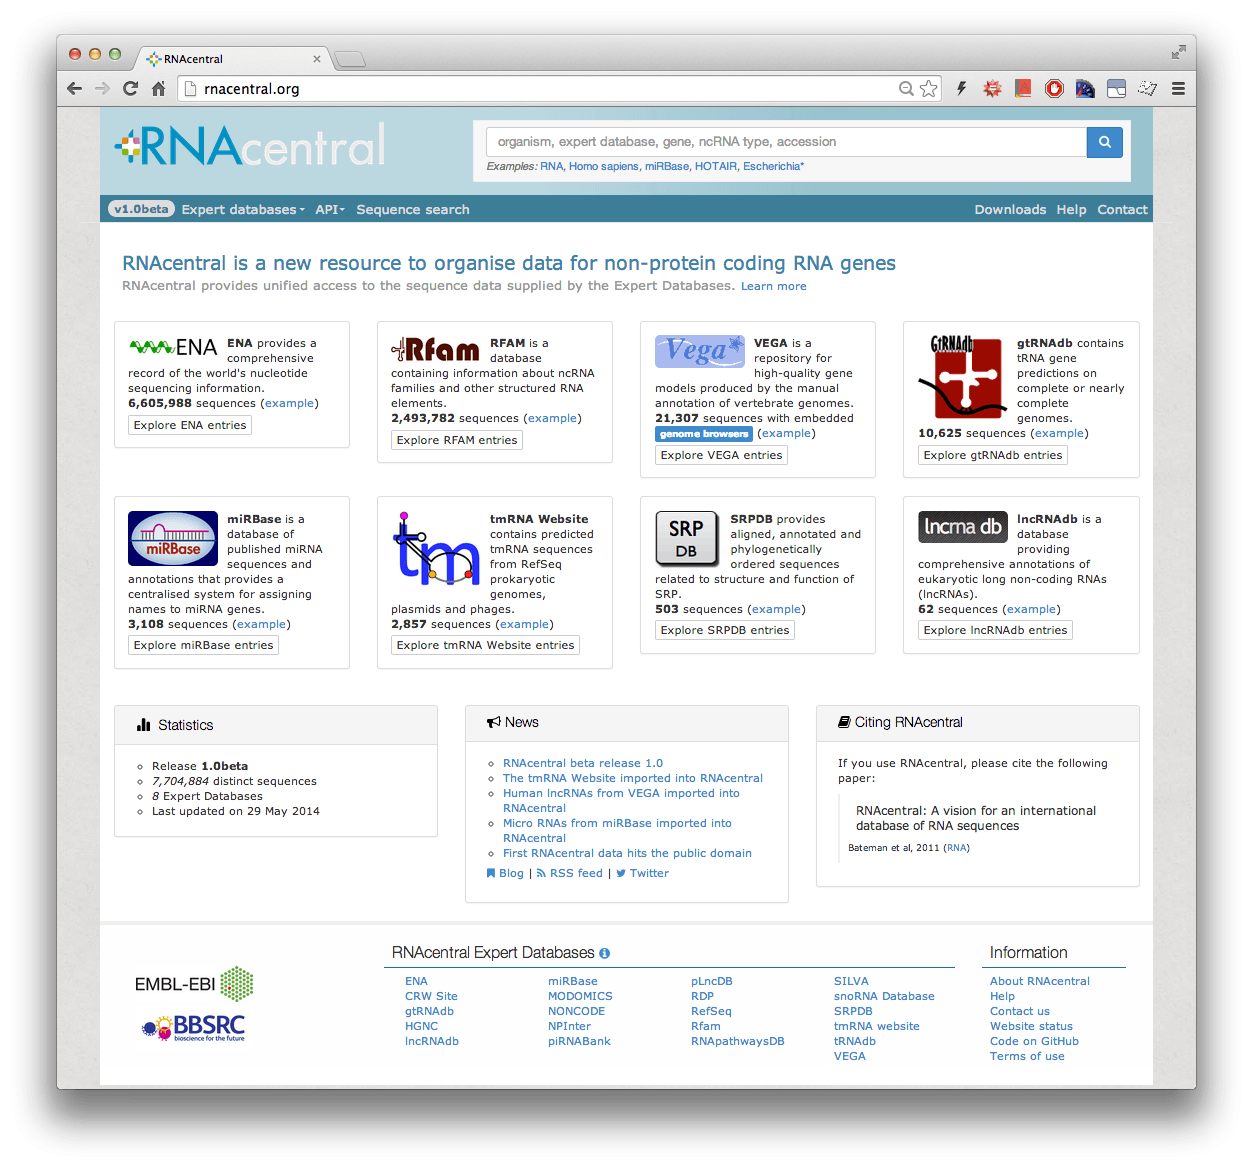 RNAcentral
rnacentral.org
RNAcentral
organism, expert database, gene, ncRNA type, accession
Examples: RNA, Homo sapiens, miRBase, HOTAIR, Escherichia*
v1.0beta Expert databases API Sequence search Downloads Help Contact
RNAcentral is a new resource to organise data for non-protein coding RNA genes
RNAcentral provides unified access to the sequence data supplied by the Expert Databases. Learn more
ENA
ENA provides a
comprehensive
record of the world's nucleotide
sequencing information.
6,605,988 sequences (example)
Explore ENA entries
Rfam
RFAM is a
database
containing information about ncRNA
families and other structured RNA
elements.
2,493,782 sequences (example)
Explore RFAM entries
Vega
VEGA is a
repository for
high-quality gene
models produced by the manual
annotation of vertebrate genomes.
21,307 sequences with embedded
genome browsers (example)
Explore VEGA entries
GtRNAdb
gtRNAdb contains
tRNA gene
predictions on
complete or nearly
complete
genomes.
10,625 sequences (example)
Explore gtRNAdb entries
miRBase
miRBase is a
database of
published miRNA
sequences and
annotations that provides a
centralised system for assigning
names to miRNA genes.
3,108 sequences (example)
Explore miRBase entries
tm
tmRNA Website
contains predicted
tmRNA sequences
from RefSeq
prokaryotic
genomes,
plasmids and phages.
2,857 sequences (example)
Explore tmRNA Website entries
SRP
DB
SRPDB provides
aligned, annotated and
phylogenetically
ordered sequences
related to structure and function of
SRP.
503 sequences (example)
Explore SRPDB entries
lncrna db
lncRNAdb is a
database
providing
comprehensive annotations of
eukaryotic long non-coding RNAs
(lncRNAs).
62 sequences (example)
Explore lncRNAdb entries
Statistics
Release 1.0beta
7,704,884 distinct sequences
8 Expert Databases
Last updated on 29 May 2014
News
RNAcentral beta release 1.0
The tmRNA Website imported into RNAcentral
Human lncRNAs from VEGA imported into
RNAcentral
Micro RNAs from miRBase imported into
RNAcentral
First RNAcentral data hits the public domain
Blog | RSS feed | Twitter
Citing RNAcentral
If you use RNAcentral, please cite the following
paper:
RNAcentral: A vision for an international
database of RNA sequences
Bateman et al, 2011 (RNA)
EMBL-EBI
BBSRC
bioscience for the future
RNAcentral Expert Databases
ENA
CRW Site
gtRNAdb
HGNC
lncRNAdb
miRBase
MODOMICS
NONCODE
NPInter
piRNABank
pLncDB
RDP
RefSeq
Rfam
RNApathwaysDB
SILVA
snoRNA Database
SRPDB
tmRNA website
tRNAdb
VEGA
Information
About RNAcentral
Help
Contact us
Website status
Code on GitHub
Terms of use